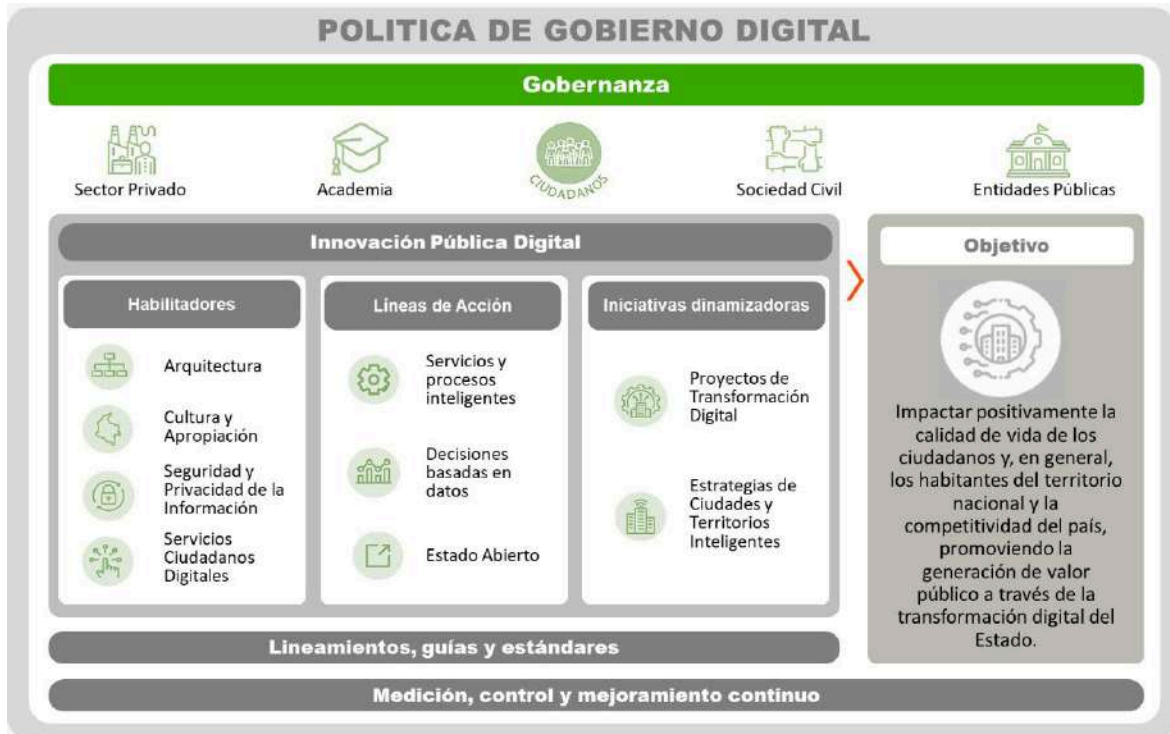 POLITICA DE GOBIERNO DIGITAL
Gobernanza
Sector Privado
Academia
CIUDADANOS
Sociedad Civil
Entidades Públicas
Innovación Pública Digital
Habilitadores
Arquitectura
Cultura y
Apropiación
Seguridad y
Privacidad de la
Información
Servicios
Ciudadanos
Digitales
Líneas de Acción
Servicios y
procesos
inteligentes
Decisiones
basadas en
datos
Estado Abierto
Iniciativas dinamizadoras
Proyectos de
Transformación
Digital
Estrategias de
Ciudades y
Territorios
Inteligentes
Objetivo
Impactar positivamente la
calidad de vida de los
ciudadanos y, en general,
los habitantes del territorio
nacional y la
competitividad del país,
promoviendo la
generación de valor
público a través de la
transformación digital del
Estado.
Lineamientos, guías y estándares
Medición, control y mejoramiento continuo